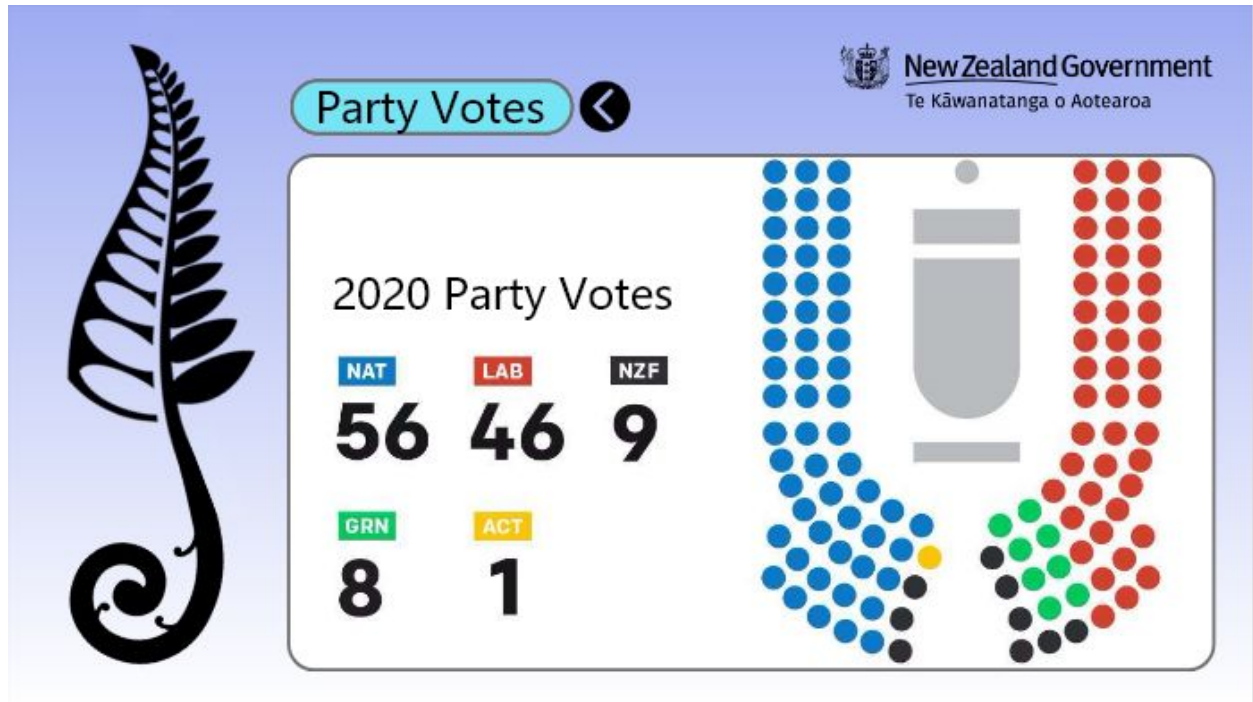 New Zealand Government
Te Kāwanatanga o Aotearoa
Party Votes
2020 Party Votes
NAT LAB NZF
56 46 9
GRN ACT
8 1